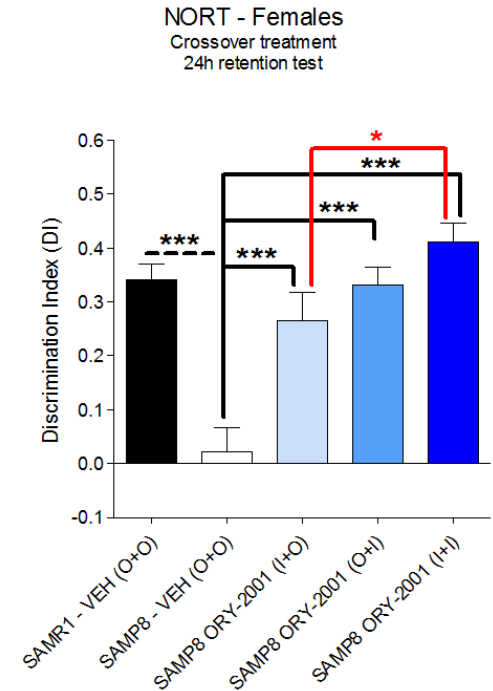 NORT - Females
Crossover treatment
24h retention test
0.6
0.5
0.4
0.3
0.2
0.1
0.0
-0.1
Discrimination Index (DI)
*
***
***
***
***
SAMR1 - VEH (O+O)
SAMP8 - VEH (O+O)
SAMP8 ORY-2001 (I+O)
SAMP8 ORY-2001 (O+I)
SAMP8 ORY-2001 (I+I)